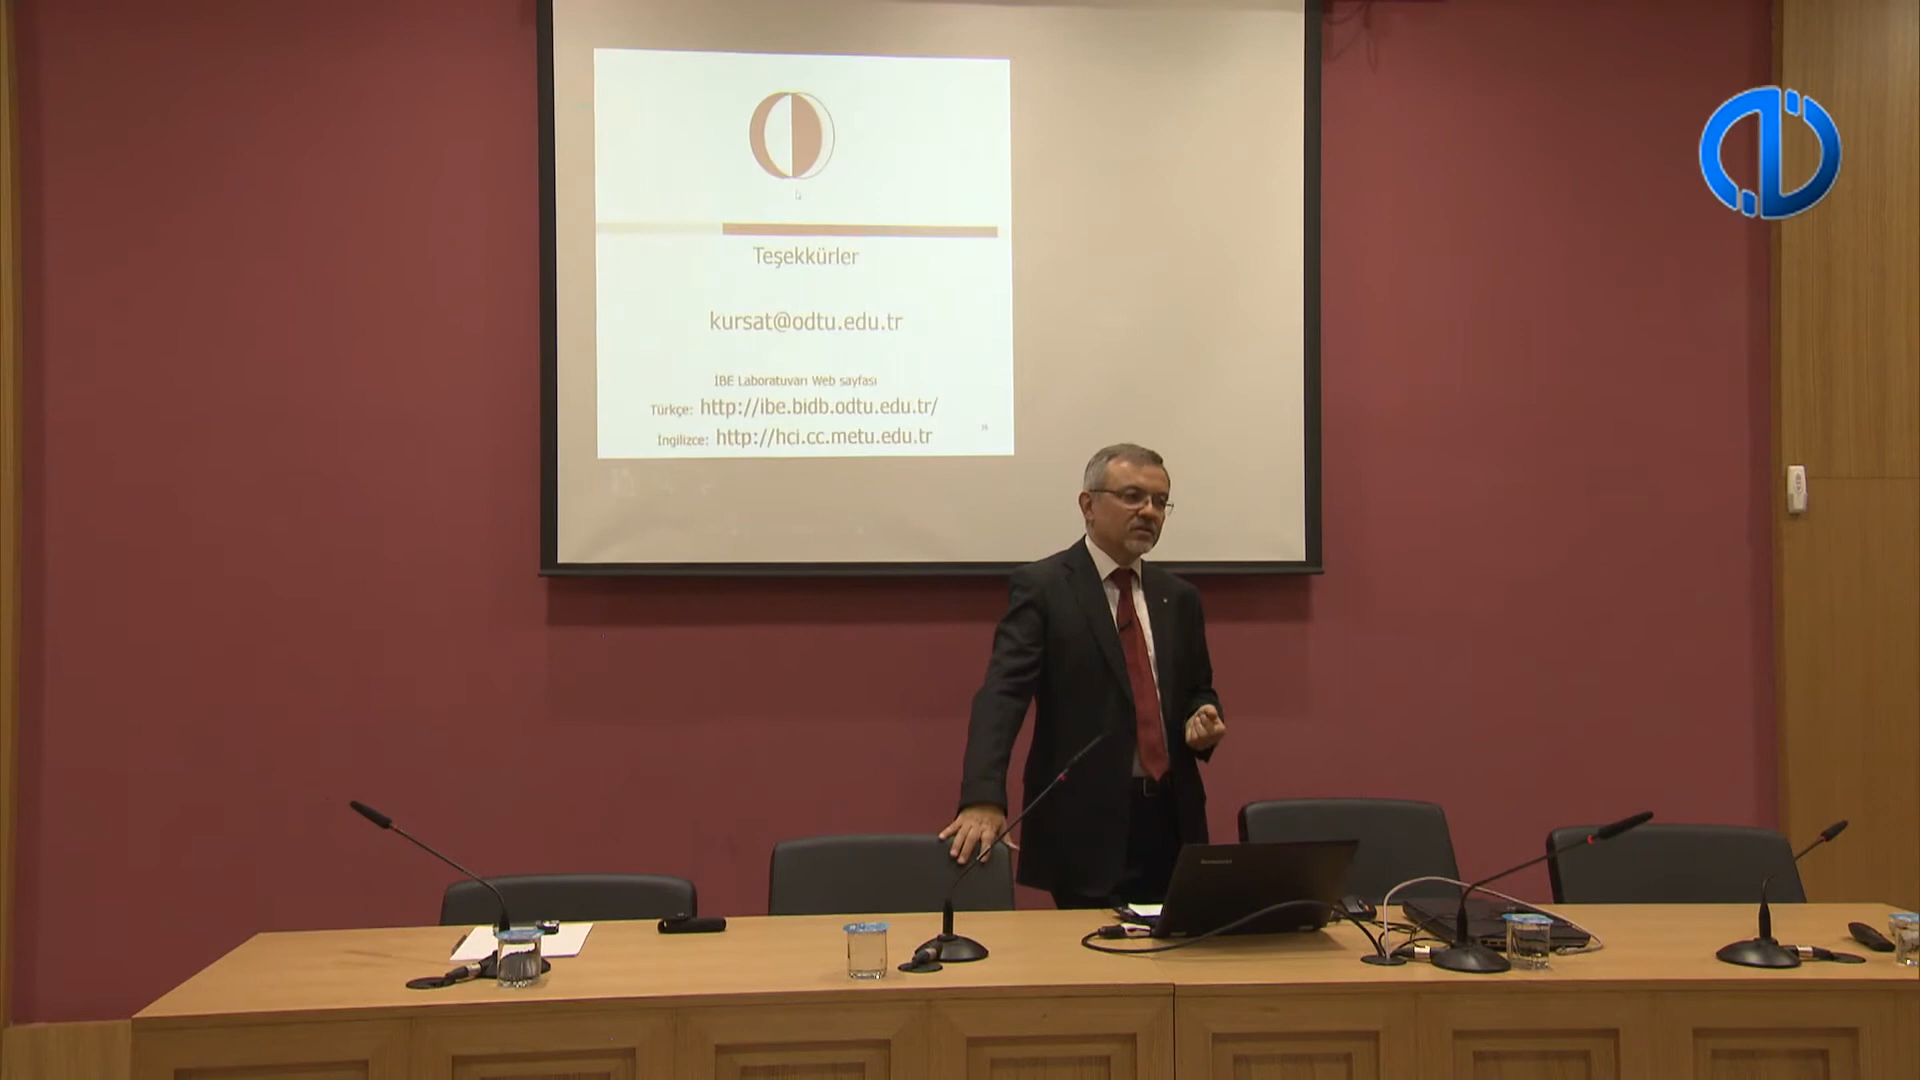 Teşekkürler
kursat@odtu.edu.tr
İBE Laboratuvarı Web sayfası
Türkçe: http://ibe.bidb.odtu.edu.tr/
İngilizce: http://hci.cc.metu.edu.tr